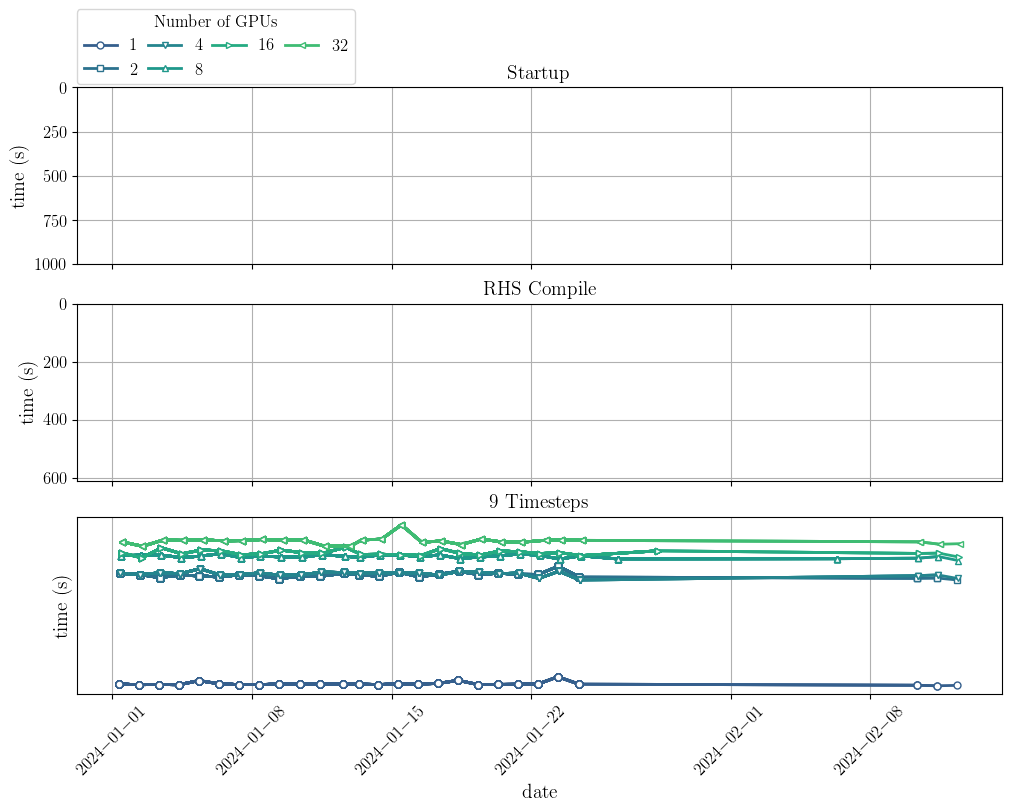 Number of GPUs
1 4 16 32
2 8
Startup
0
250
500
750
1000
time (s)
RHS Compile
0
200
400
600
time (s)
9 Timesteps
time (s)
2024−01−01 2024−01−08 2024−01−15 2024−01−22 2024−02−01 2024−02−08
date